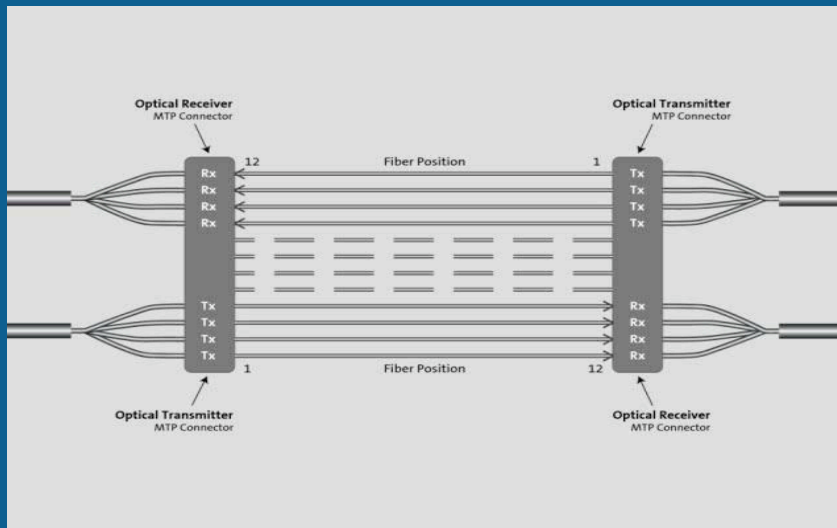 Optical Receiver
MTP Connector
Optical Transmitter
MTP Connector
12 Fiber Position 1
Rx Tx
Rx Tx
Rx Tx
Rx Tx
Tx Rx
Tx Rx
Tx Rx
Tx Rx
1 Fiber Position 12
Optical Transmitter
MTP Connector
Optical Receiver
MTP Connector